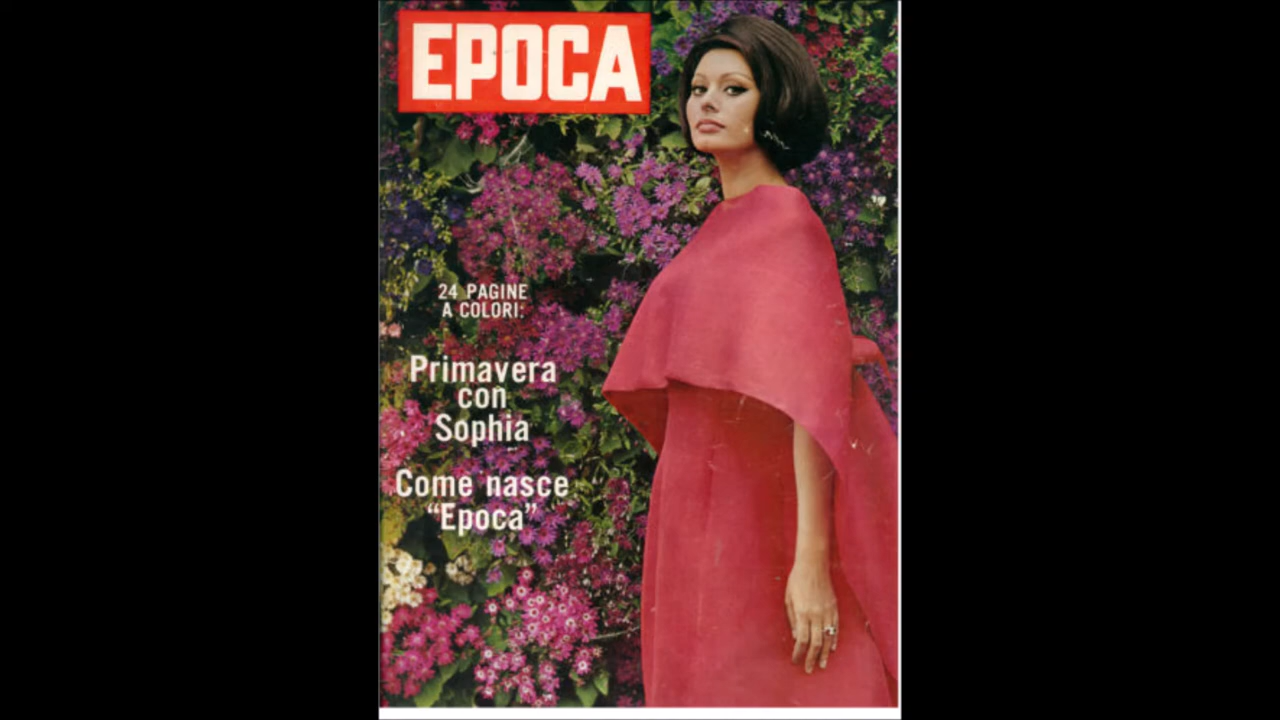 EPOCA
24 PAGINE
A COLORI:
Primavera
con
Sophia
Come nasce
“Epoca”